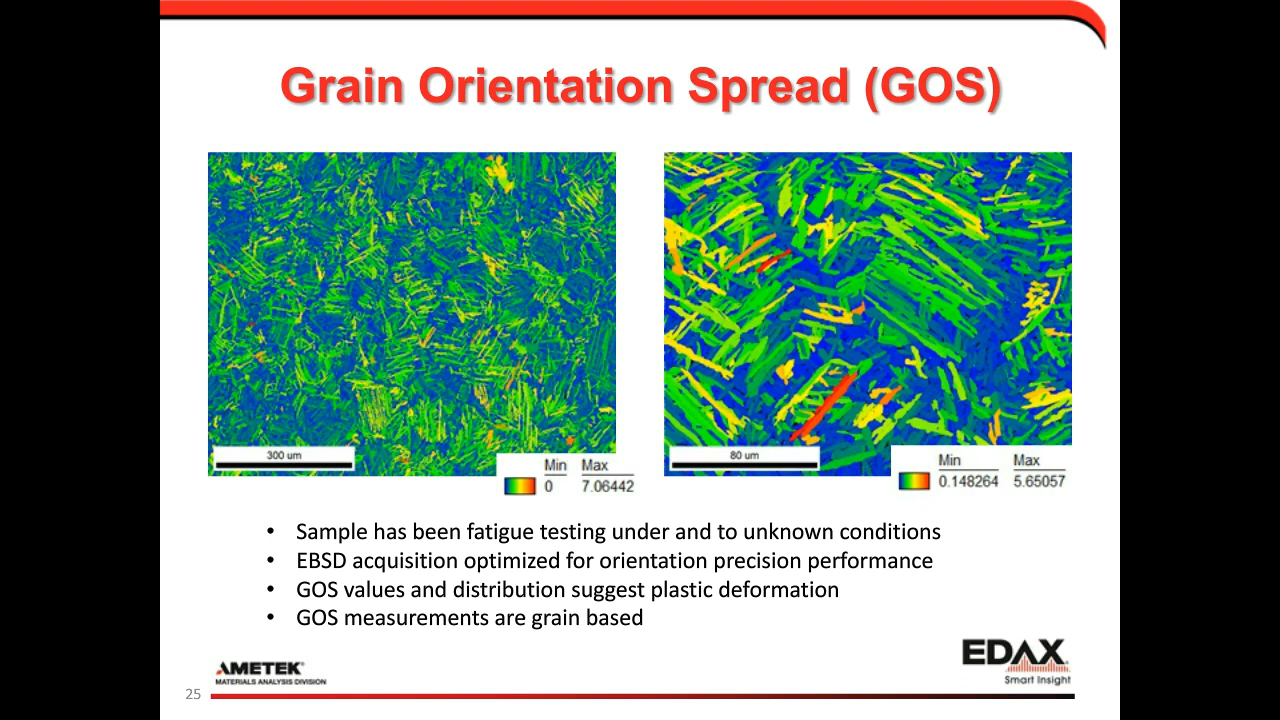 Grain Orientation Spread (GOS)
300 um
Min Max
0 7.06442
80 um
Min Max
0.148264 5.65057
• Sample has been fatigue testing under and to unknown conditions
• EBSD acquisition optimized for orientation precision performance
• GOS values and distribution suggest plastic deformation
• GOS measurements are grain based
AMETEK®
MATERIALS ANALYSIS DIVISION
EDAX
Smart Insight
25